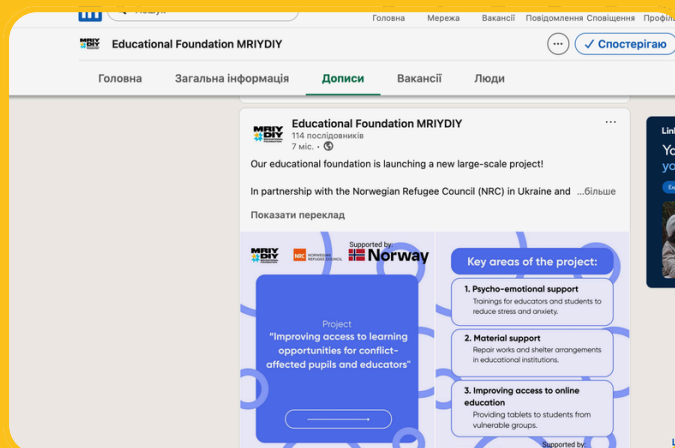 Головна Мережа Вакансії Повідомлення Сповіщення
MRIY DIY Educational Foundation MRIYDIY
... ✓ Спостерігаю
Головна Загальна інформація Дописи Вакансії Люди
MRIY DIY
Educational Foundation MRIYDIY
114 послідовників
7 міс. •
Our educational foundation is launching a new large-scale project!
In partnership with the Norwegian Refugee Council (NRC) in Ukraine and ...більше
Показати переклад
MRIY DIY
NRC NORWEGIAN REFUGEE COUNCIL
Supported by:
Norway
Project
"Improving access to learning
opportunities for conflict-
affected pupils and educators"
Key areas of the project:
1. Psycho-emotional support
Trainings for educators and students to
reduce stress and anxiety.
2. Material support
Repair works and shelter arrangements
in educational institutions.
3. Improving access to online
education
Providing tablets to students from
vulnerable groups.
Supported by: